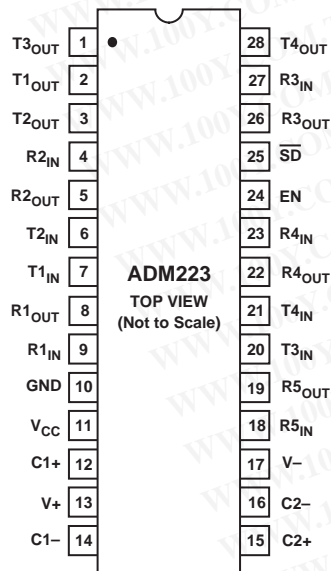 T3OUT 1 28 T4OUT
T1OUT 2 27 R3IN
T2OUT 3 26 R3OUT
R2IN 4 25 SD
R2OUT 5 24 EN
T2IN 6 23 R4IN
T1IN 7 22 R4OUT
ADM223
TOP VIEW
(Not to Scale)
R1OUT 8 21 T4IN
R1IN 9 20 T3IN
GND 10 19 R5OUT
VCC 11 18 R5IN
C1+ 12 17 V–
V+ 13 16 C2–
C1– 14 15 C2+